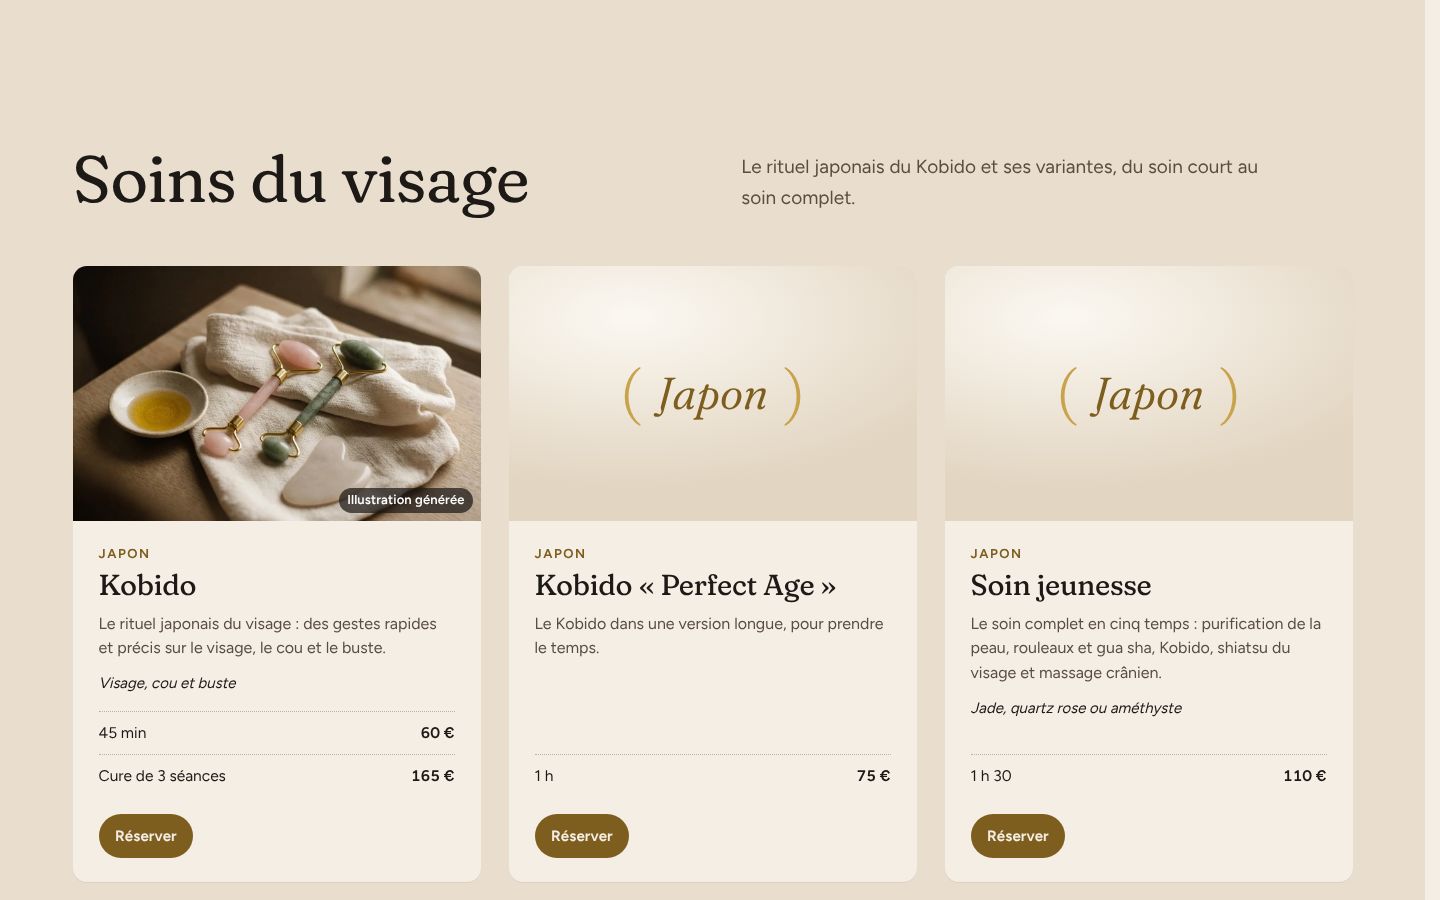 Soins du visage
Le rituel japonais du Kobido et ses variantes, du soin court au
soin complet.
Illustration générée
JAPON
Kobido
Le rituel japonais du visage : des gestes rapides
et précis sur le visage, le cou et le buste.
Visage, cou et buste
45 min 60 €
Cure de 3 séances 165 €
Réserver
( Japon )
JAPON
Kobido « Perfect Age »
Le Kobido dans une version longue, pour prendre
le temps.
1 h 75 €
Réserver
( Japon )
JAPON
Soin jeunesse
Le soin complet en cinq temps : purification de la
peau, rouleaux et gua sha, Kobido, shiatsu du
visage et massage crânien.
Jade, quartz rose ou améthyste
1 h 30 110 €
Réserver